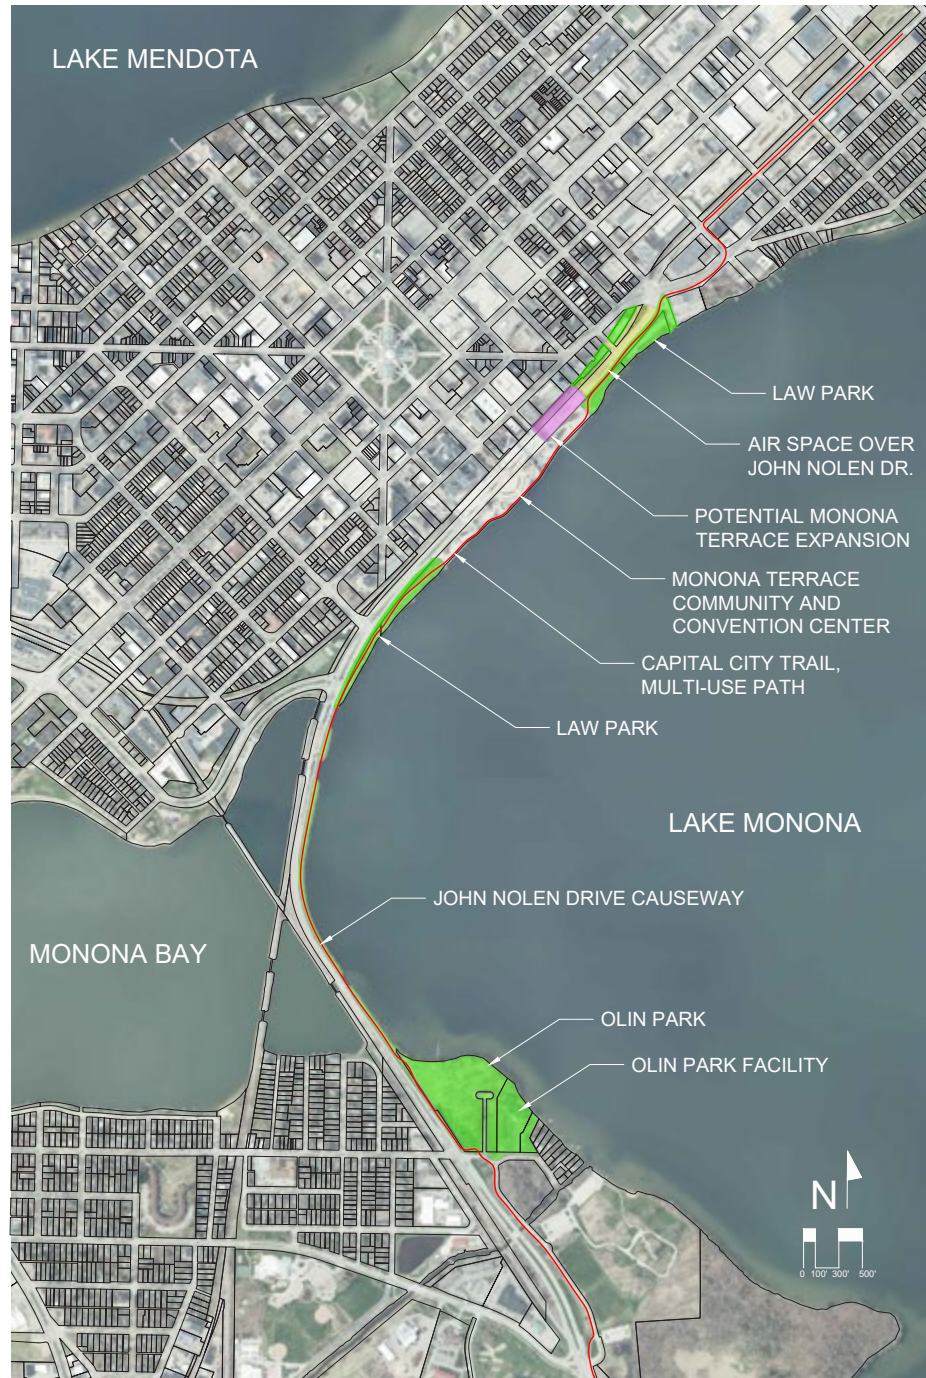 LAKE MENDOTA
LAW PARK
AIR SPACE OVER
JOHN NOLEN DR.
POTENTIAL MONONA
TERRACE EXPANSION
MONONA TERRACE
COMMUNITY AND
CONVENTION CENTER
CAPITAL CITY TRAIL,
MULTI-USE PATH
LAW PARK
LAKE MONONA
JOHN NOLEN DRIVE CAUSEWAY
MONONA BAY
OLIN PARK
OLIN PARK FACILITY
N
0 100' 300' 500'